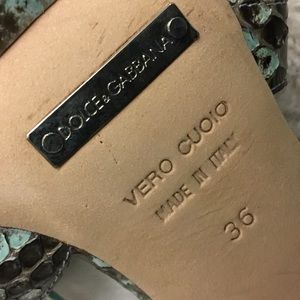 DOLCE&GABBANA
VERO CUOIO
MADE IN ITALY
36